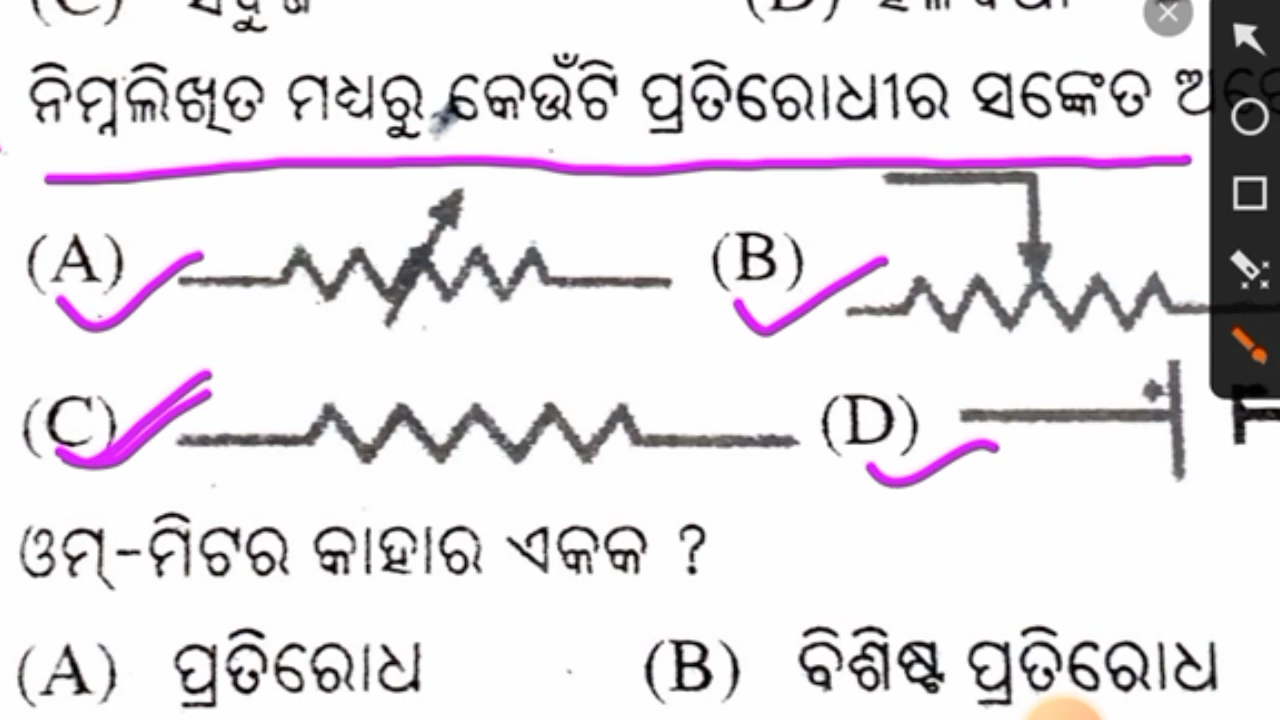 (C)
(D)
ନିମ୍ନଲିଖିତ ମଧ୍ୟରୁ କେଉଁଟି ପ୍ରତିରୋଧୀର ସଙ୍କେତ
(A) (B)
(C) (D)
ଓମ୍-ମିଟର କାହାର ଏକକ ?
(A) ପ୍ରତିରୋଧ (B) ବିଶିଷ୍ଟ ପ୍ରତିରୋଧ